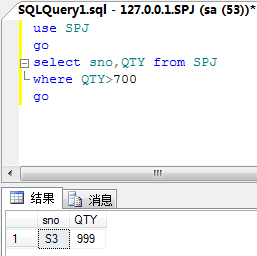 SQLQuery1.sql - 127.0.0.1.SPJ (sa (53))*
use SPJ
go
select sno,QTY from SPJ
where QTY>700
go
结果 消息
sno QTY
1 S3 999